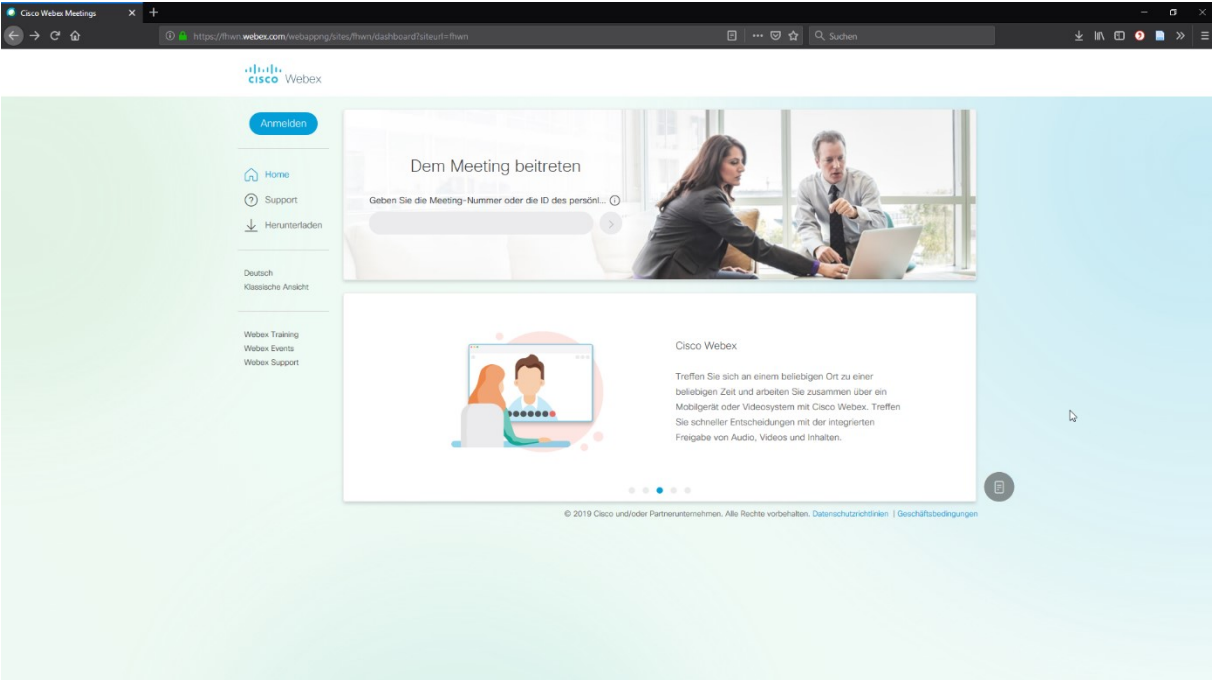 Cisco Webex Meetings
https://fhwn.webex.com/webappng/sites/fhwn/dashboard?siteurl=fhwn
Suchen
CISCO Webex
Anmelden
Home
Support
Herunterladen
Deutsch
Klassische Ansicht
Webex Training
Webex Events
Webex Support
Dem Meeting beitreten
Geben Sie die Meeting-Nummer oder die ID des persönl...
Cisco Webex
Treffen Sie sich an einem beliebigen Ort zu einer
beliebigen Zeit und arbeiten Sie zusammen über ein
Mobilgerät oder Videosystem mit Cisco Webex. Treffen
Sie schneller Entscheidungen mit der integrierten
Freigabe von Audio, Videos und Inhalten.
© 2019 Cisco und/oder Partnerunternehmen. Alle Rechte vorbehalten. Datenschutzrichtlinien | Geschäftsbedingungen